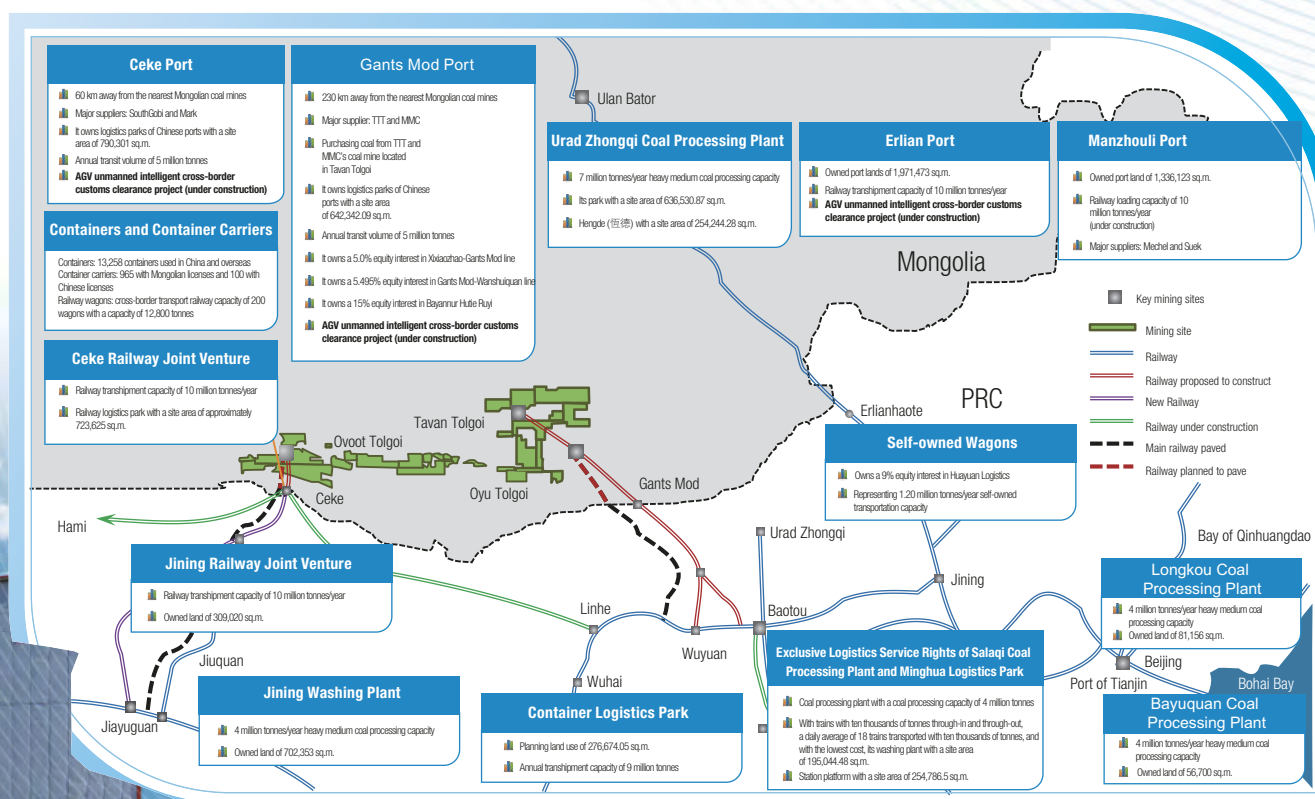 Ceke Port
60 km away from the nearest Mongolian coal mines
Major suppliers: SouthGobi and Mark
It owns logistics parks of Chinese ports with a site
area of 790,301 sq.m.
Annual transit volume of 5 million tonnes
AGV unmanned intelligent cross-border
customs clearance project (under construction)
Gants Mod Port
230 km away from the nearest Mongolian coal mines
Major supplier: TTT and MMC
Purchasing coal from TTT and
MMC's coal mine located
in Tavan Tolgoi
It owns logistics parks of Chinese
ports with a site area
of 642,342.09 sq.m.
Annual transit volume of 5 million tonnes
It owns a 5.0% equity interest in Xixiaozhao-Gants Mod line
It owns a 5.495% equity interest in Gants Mod-Wanshuiquan line
It owns a 15% equity interest in Bayannur Hutie Ruyi
AGV unmanned intelligent cross-border customs
clearance project (under construction)
Ulan Bator
Urad Zhongqi Coal Processing Plant
7 million tonnes/year heavy medium coal processing capacity
Its park with a site area of 636,530.87 sq.m.
Hengde (恆德) with a site area of 254,244.28 sq.m.
Erlian Port
Owned port lands of 1,971,473 sq.m.
Railway transhipment capacity of 10 million tonnes/year
AGV unmanned intelligent cross-border customs
clearance project (under construction)
Manzhouli Port
Owned port land of 1,336,123 sq.m.
Railway loading capacity of 10
million tonnes/year
(under construction)
Major suppliers: Mechel and Suek
Containers and Container Carriers
Containers: 13,258 containers used in China and overseas
Container carriers: 965 with Mongolian licenses and 100 with
Chinese licenses
Railway wagons: cross-border transport railway capacity of 200
wagons with a capacity of 12,800 tonnes
Mongolia
Key mining sites
Mining site
Railway
Railway proposed to construct
New Railway
Railway under construction
Main railway paved
Railway planned to pave
Ceke Railway Joint Venture
Railway transhipment capacity of 10 million tonnes/year
Railway logistics park with a site area of approximately
723,625 sq.m.
PRC
Erlianhaote
Tavan Tolgoi
Ovoot Tolgoi
Oyu Tolgoi
Ceke
Gants Mod
Self-owned Wagons
Owns a 9% equity interest in Huayuan Logistics
Representing 1.20 million tonnes/year self-owned
transportation capacity
Hami
Urad Zhongqi
Bay of Qinhuangdao
Jining Railway Joint Venture
Railway transhipment capacity of 10 million tonnes/year
Owned land of 309,020 sq.m.
Jining
Linhe
Baotou
Wuyuan
Longkou Coal
Processing Plant
4 million tonnes/year heavy medium coal
processing capacity
Owned land of 81,156 sq.m.
Jiuquan
Wuhai
Jiayuguan
Beijing
Port of Tianjin
Bohai Bay
Jining Washing Plant
4 million tonnes/year heavy medium coal processing capacity
Owned land of 702,353 sq.m.
Container Logistics Park
Planning land use of 276,674.05 sq.m.
Annual transhipment capacity of 9 million tonnes
Exclusive Logistics Service Rights of Salaqi Coal
Processing Plant and Minghua Logistics Park
Coal processing plant with a coal processing capacity of 4 million tonnes
With trains with ten thousands of tonnes through-in and through-out,
a daily average of 18 trains transported with ten thousands of tonnes, and
with the lowest cost, its washing plant with a site area
of 195,044.48 sq.m.
Station platform with a site area of 254,786.5 sq.m.
Bayuquan Coal
Processing Plant
4 million tonnes/year heavy medium coal
processing capacity
Owned land of 56,700 sq.m.